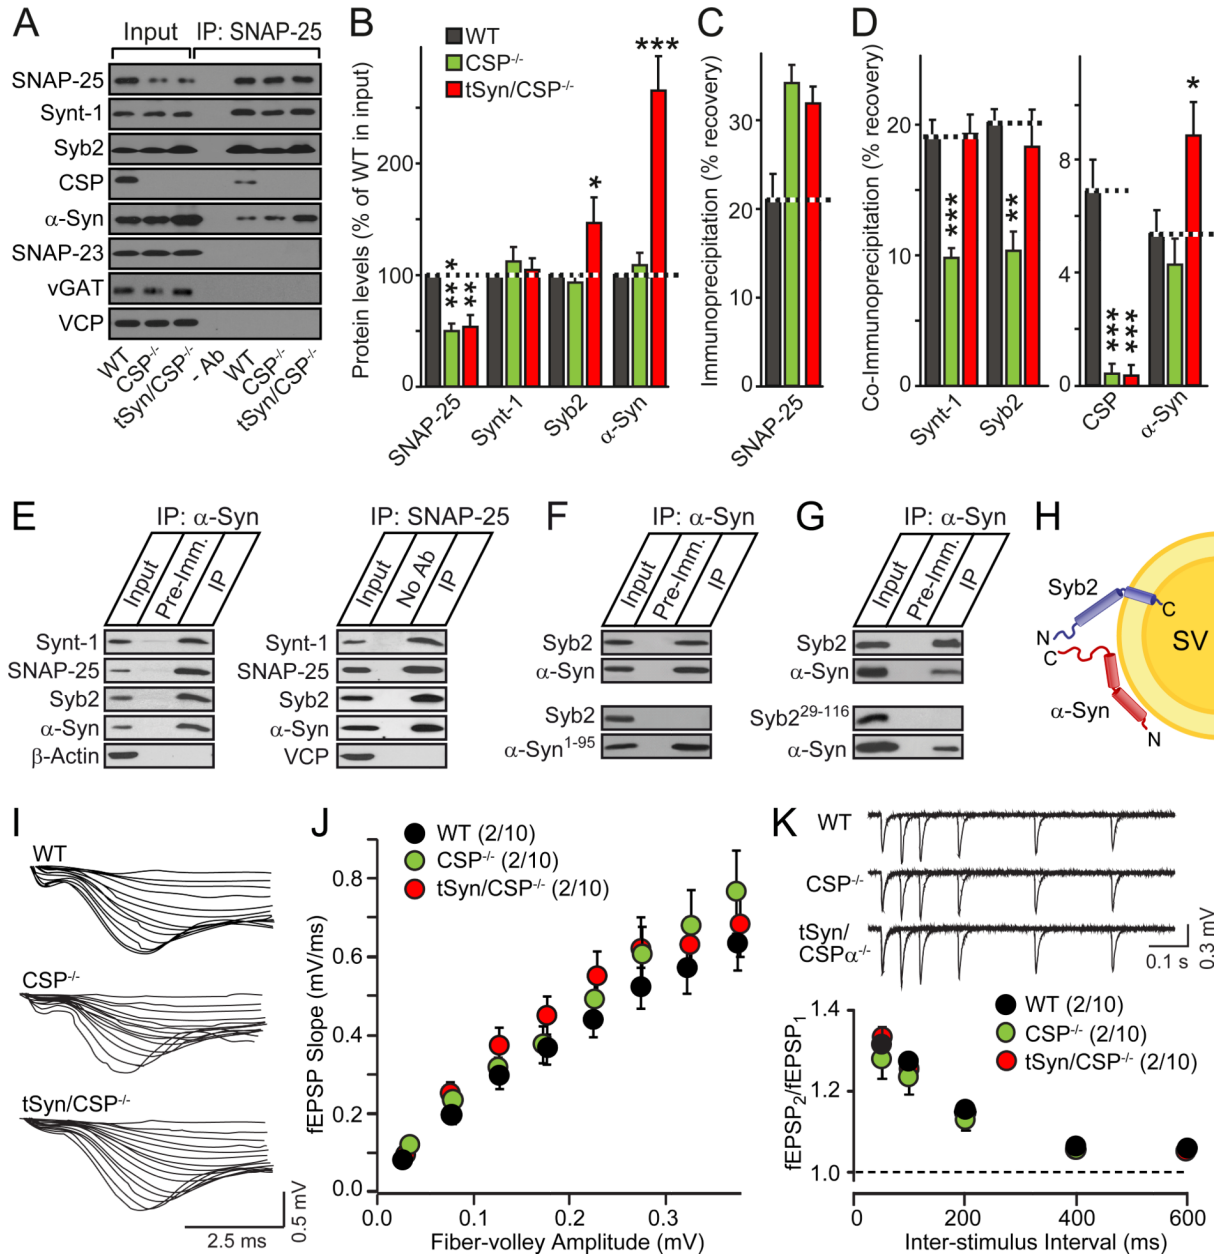 A
Input IP: SNAP-25
SNAP-25
Synt-1
Syb2
CSP
α-Syn
SNAP-23
vGAT
VCP
WT
CSP-/-
tSyn/CSP-/-
- Ab
WT
CSP-/-
tSyn/CSP-/-
B
Protein levels (% of WT in input)
200
100
0
WT
CSP-/-
tSyn/CSP-/-
***
*
**
*
***
SNAP-25
Synt-1
Syb2
α-Syn
C
Immunoprecipitation (% recovery)
30
20
10
0
SNAP-25
D
Co-Immunoprecipitation (% recovery)
20
10
0
***
**
Synt-1
Syb2
8
4
0
***
***
*
CSP
α-Syn
E
IP: α-Syn
Input
Pre-Imm.
IP
Synt-1
SNAP-25
Syb2
α-Syn
β-Actin
IP: SNAP-25
Input
No Ab
IP
Synt-1
SNAP-25
Syb2
α-Syn
VCP
F
IP: α-Syn
Input
Pre-Imm.
IP
Syb2
α-Syn
Syb2
α-Syn1-95
G
IP: α-Syn
Input
Pre-Imm.
IP
Syb2
α-Syn
Syb229-116
α-Syn
H
Syb2
C
N
C
SV
α-Syn
N
I
WT
CSP-/-
tSyn/CSP-/-
2.5 ms
0.5 mV
J
WT (2/10)
CSP-/- (2/10)
tSyn/CSP-/- (2/10)
fEPSP Slope (mV/ms)
0.8
0.6
0.4
0.2
0.0
0.0 0.1 0.2 0.3
Fiber-volley Amplitude (mV)
K
WT
CSP-/-
tSyn/
CSPα-/-
0.1 s
0.3 mV
WT (2/10)
CSP-/- (2/10)
tSyn/CSP-/- (2/10)
fEPSP2/fEPSP1
1.4
1.3
1.2
1.1
1.0
0 200 400 600
Inter-stimulus Interval (ms)